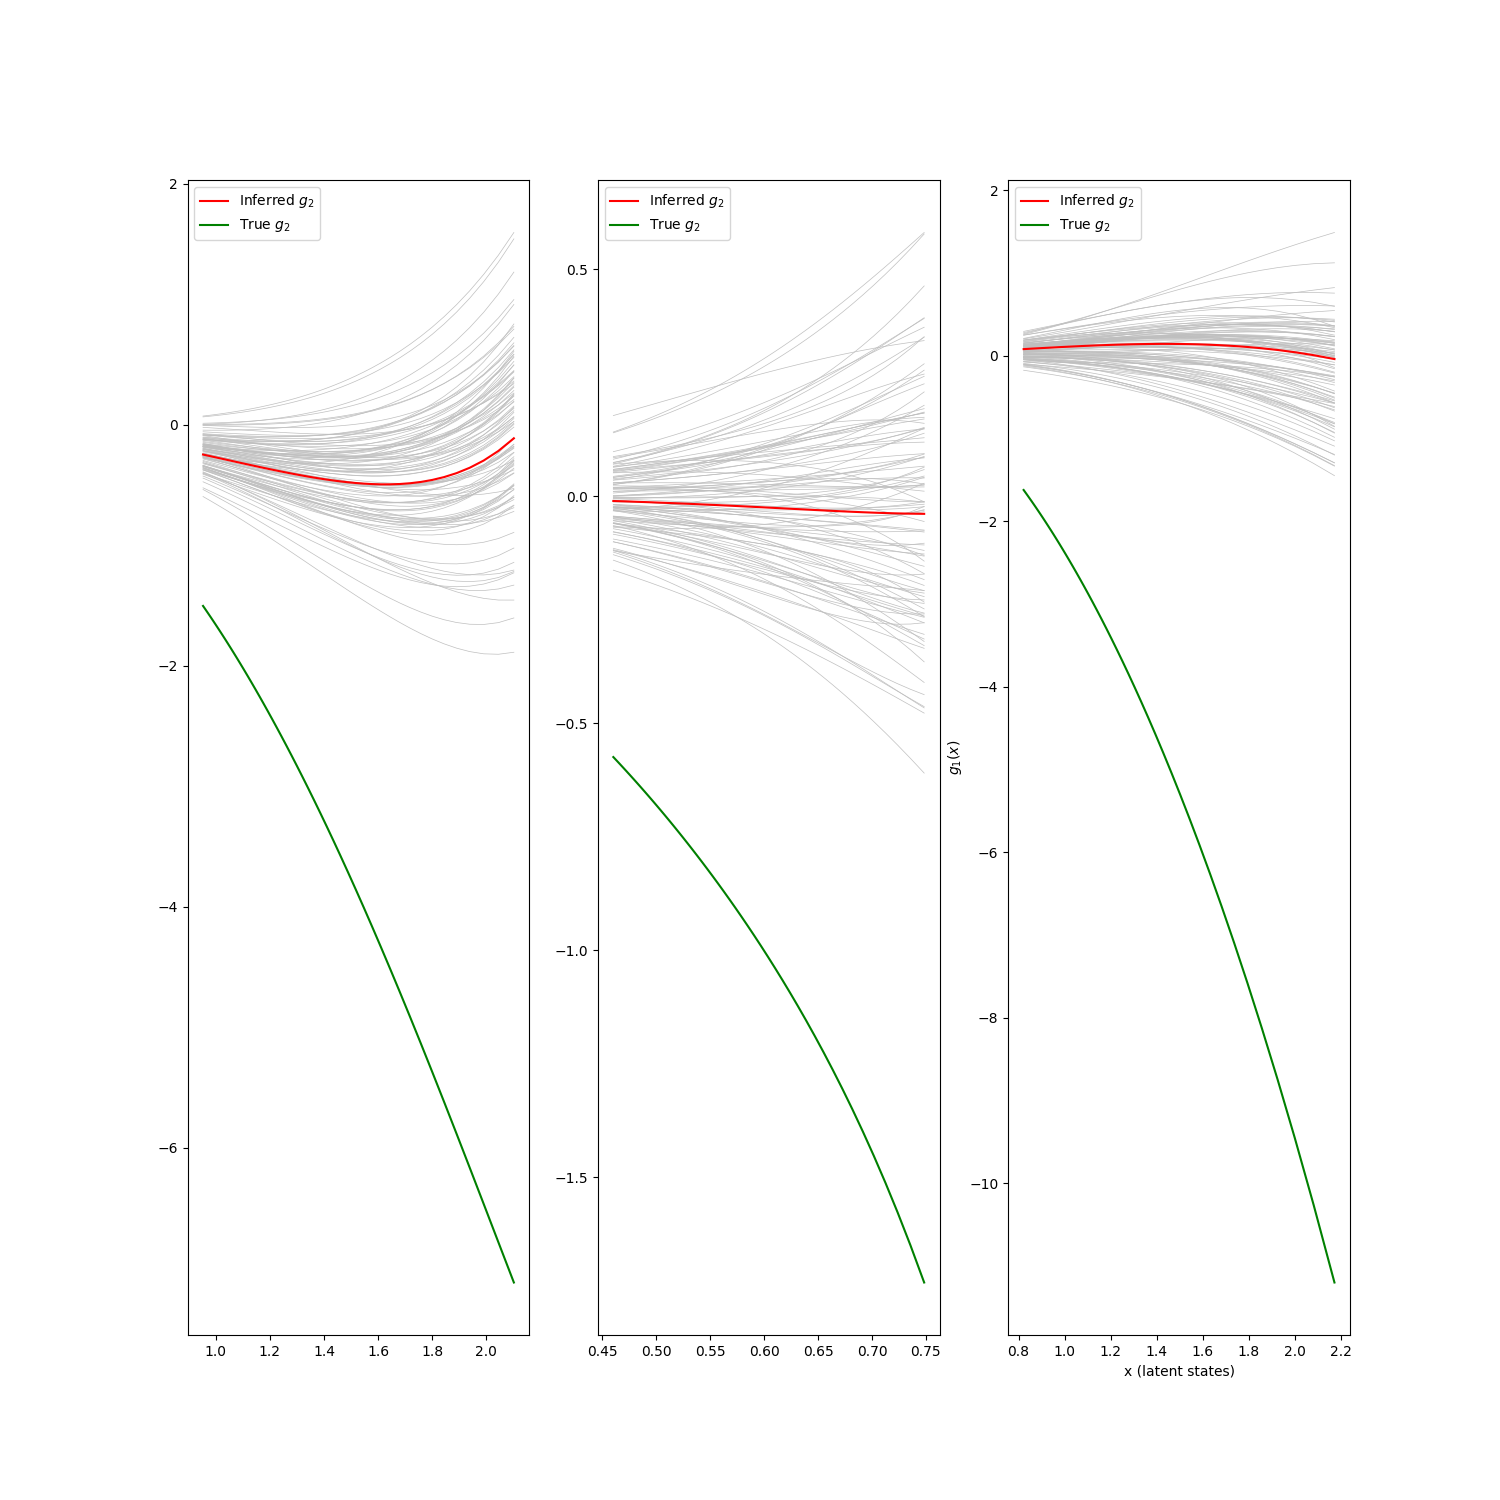 Inferred g₂
True g₂
2
0
−2
−4
−6
1.0 1.2 1.4 1.6 1.8 2.0
Inferred g₂
True g₂
0.5
0.0
−0.5
−1.0
−1.5
0.45 0.50 0.55 0.60 0.65 0.70 0.75
Inferred g₂
True g₂
g₁(x)
2
0
−2
−4
−6
−8
−10
0.8 1.0 1.2 1.4 1.6 1.8 2.0 2.2
x (latent states)